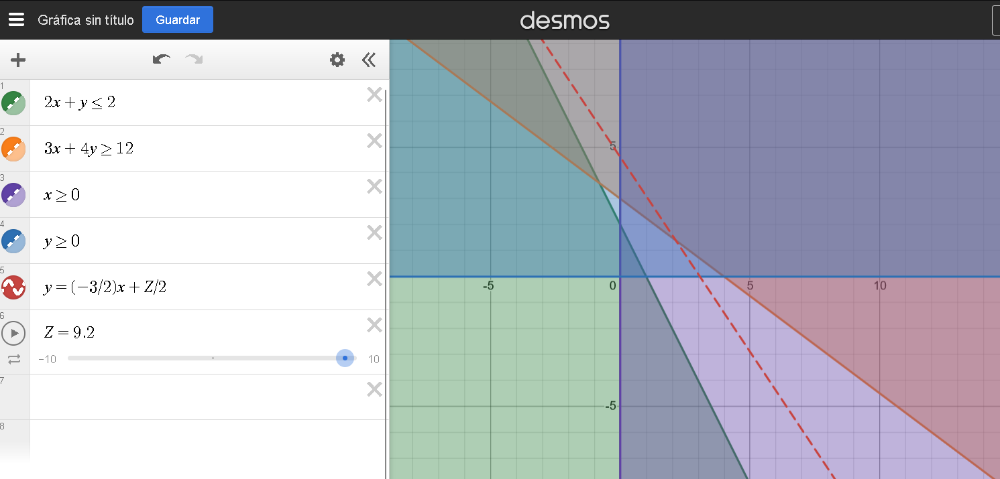 Gráfica sin título Guardar desmos
1
2x + y ≤ 2
2
3x + 4y ≥ 12
3
x ≥ 0
4
y ≥ 0
5
y = (−3/2)x + Z/2
6
Z = 9.2
−10 10
7
8
5
-5 0 5 10
-5